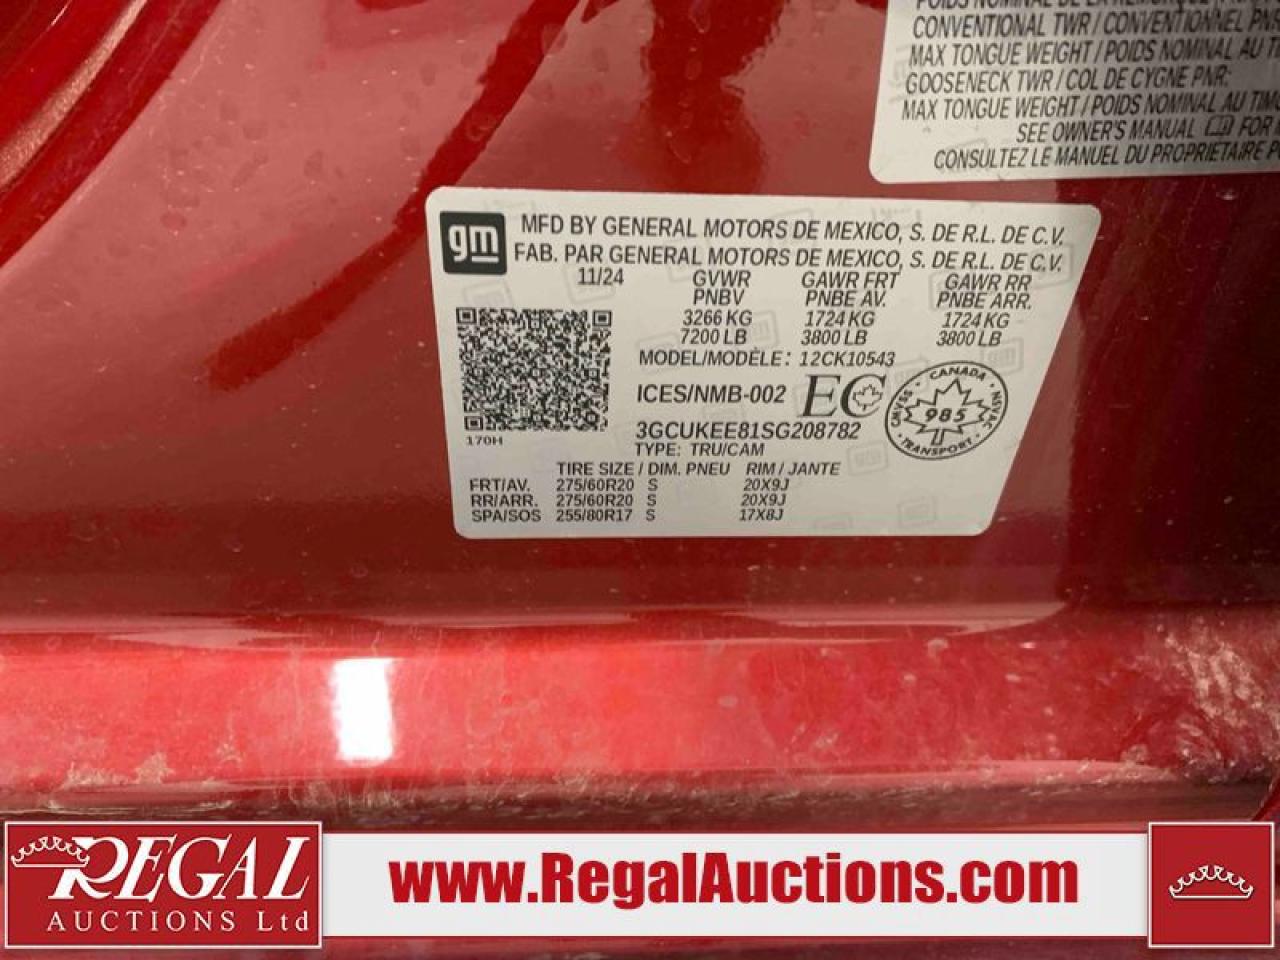 CONVENTIONAL TWR / CONVENTIONNEL
MAX TONGUE WEIGHT / POIDS NOMINAL AU
GOOSENECK TWR / COL DE CYGNE PNR:
MAX TONGUE WEIGHT / POIDS NOMINAL AU
SEE OWNER'S MANUAL FOR
CONSULTEZ LE MANUEL DU PROPRIETAIRE
gm
MFD BY GENERAL MOTORS DE MEXICO, S. DE R.L. DE C.V.
FAB. PAR GENERAL MOTORS DE MEXICO, S. DE R.L. DE C.V.
11/24 GVWR GAWR FRT GAWR RR
PNBV PNBE AV. PNBE ARR.
3266 KG 1724 KG 1724 KG
7200 LB 3800 LB 3800 LB
MODEL/MODÈLE: 12CK10543
ICES/NMB-002 EC
CANADA
CMVSS 985 NSVAC
TRANSPORT
170H
3GCUKEE81SG208782
TYPE: TRU/CAM
TIRE SIZE / DIM. PNEU RIM / JANTE
FRT/AV. 275/60R20 S 20X9J
RR/ARR. 275/60R20 S 20X9J
SPA/SOS 255/80R17 S 17X8J
REGAL
AUCTIONS Ltd
www.RegalAuctions.com